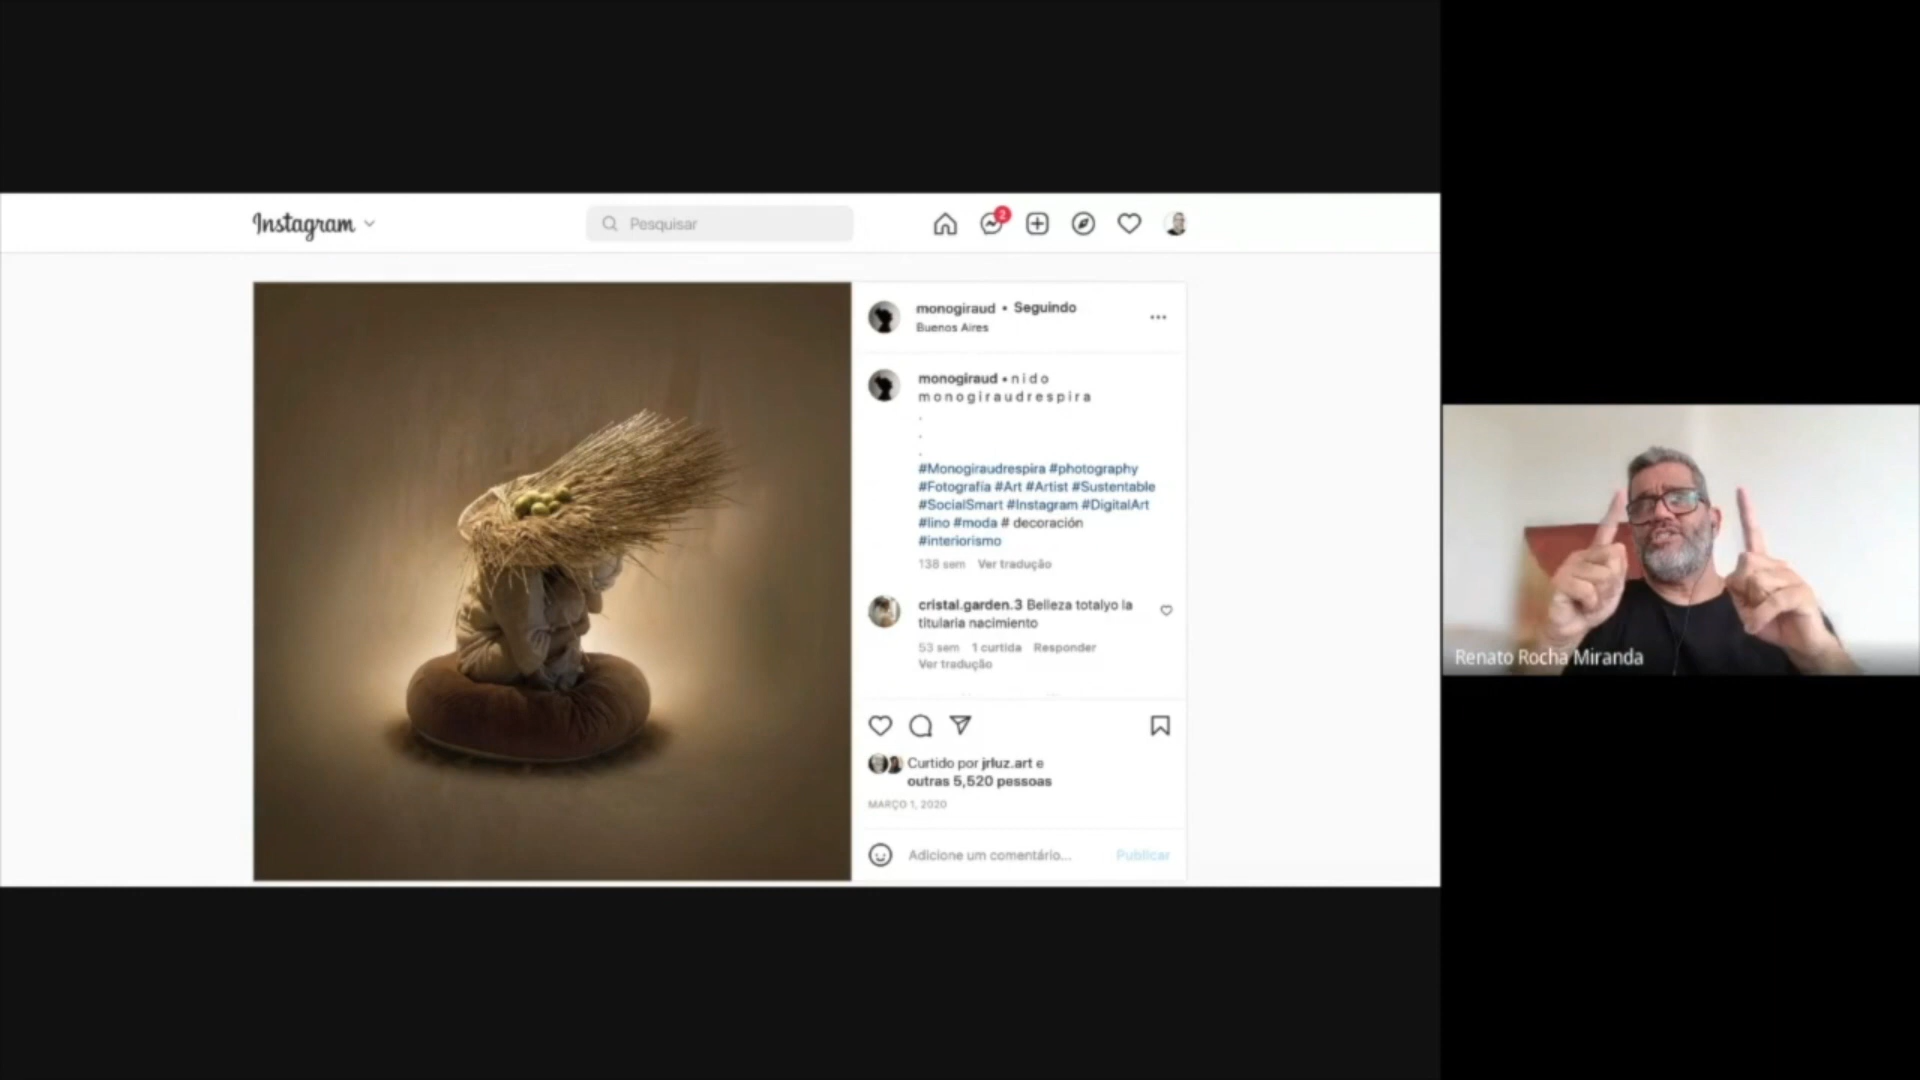 Instagram
Pesquisar
2
monogiraud • Seguindo
Buenos Aires
monogiraud • n i d o
m o n o g i r a u d r e s p i r a
.
.
.
#Monogiraudrespira #photography
#Fotografía #Art #Artist #Sustentable
#SocialSmart #Instagram #DigitalArt
#lino #moda # decoración
#interiorismo
138 sem Ver tradução
cristal.garden.3 Belleza totalyo la
titularia nacimiento
53 sem 1 curtida Responder
Ver tradução
Curtido por jrluz.art e
outras 5,520 pessoas
MARÇO 1, 2020
Adicione um comentário... Publicar
Renato Rocha Miranda